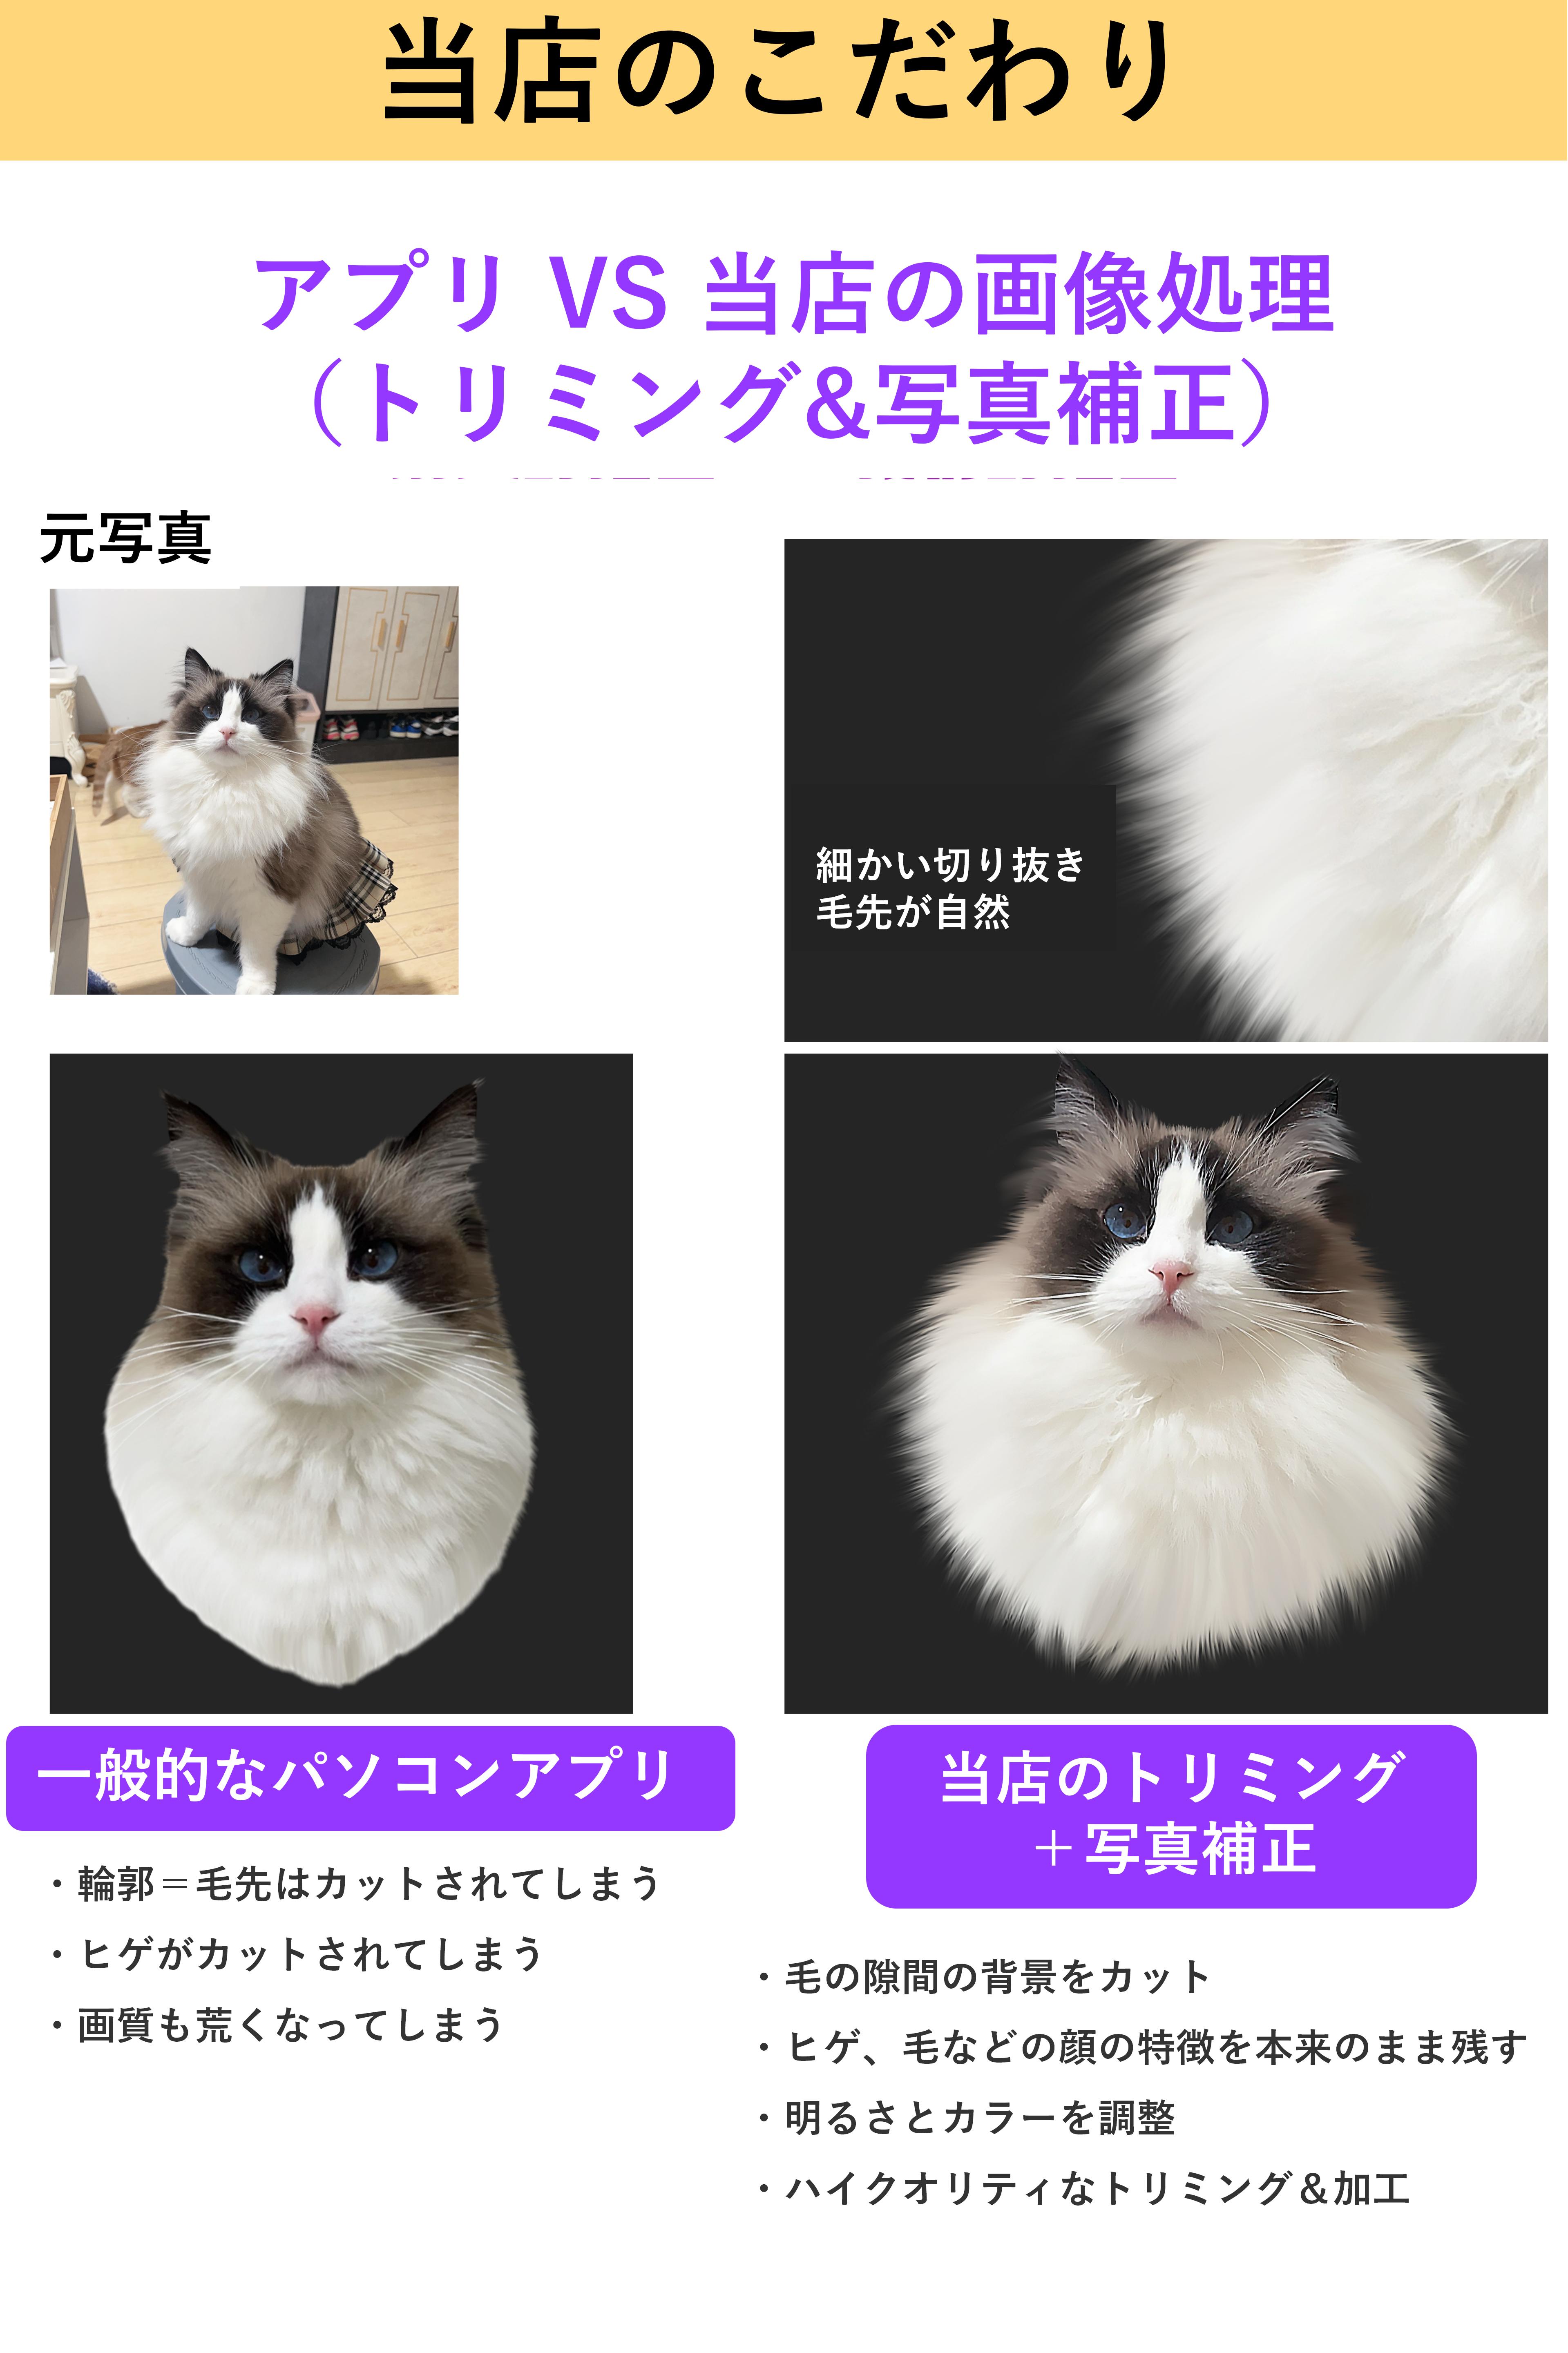 当店のこだわり
アプリ VS 当店の画像処理
（トリミング&写真補正）
元写真
細かい切り抜き
毛先が自然
一般的なパソコンアプリ
・輪郭＝毛先はカットされてしまう
・ヒゲがカットされてしまう
・画質も荒くなってしまう
当店のトリミング
＋写真補正
・毛の隙間の背景をカット
・ヒゲ、毛などの顔の特徴を本来のまま残す
・明るさとカラーを調整
・ハイクオリティなトリミング＆加工